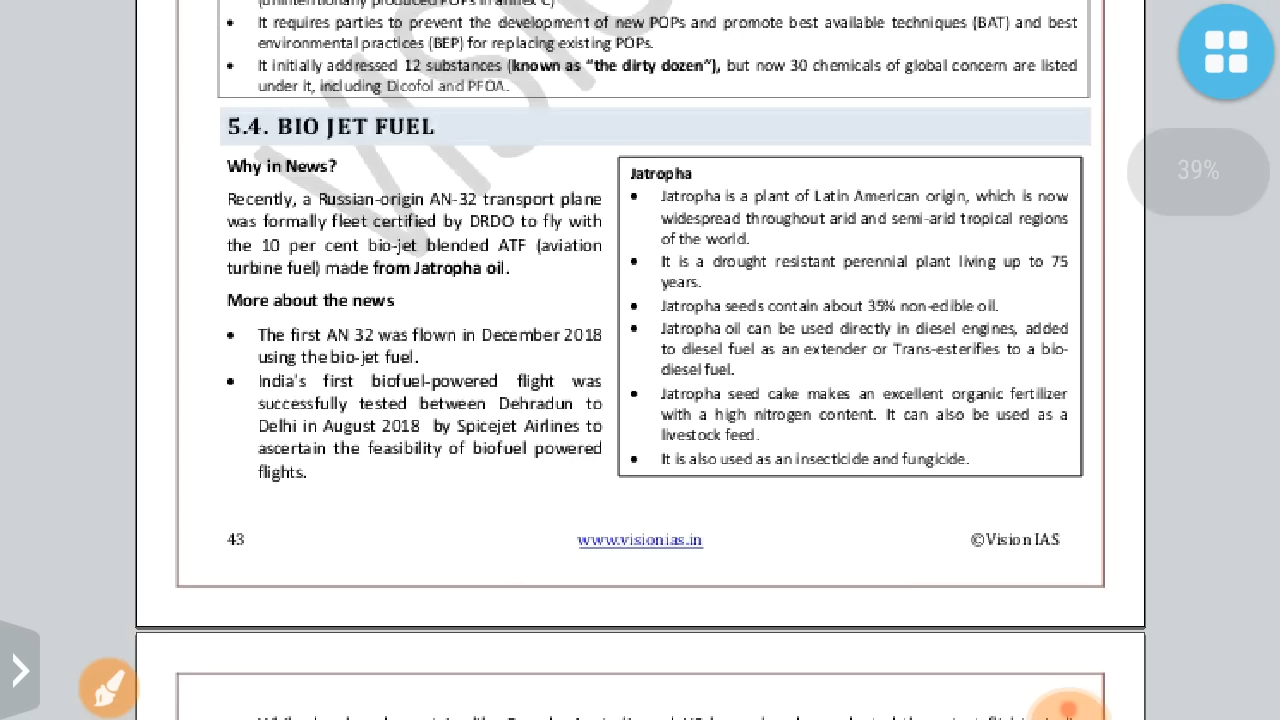 (unintentionally produced POPs in annex C)
• It requires parties to prevent the development of new POPs and promote best available techniques (BAT) and best
environmental practices (BEP) for replacing existing POPs.
• It initially addressed 12 substances (known as "the dirty dozen"), but now 30 chemicals of global concern are listed
under it, including Dicofol and PFOA.
5.4. BIO JET FUEL
Why in News?
Recently, a Russian-origin AN-32 transport plane
was formally fleet certified by DRDO to fly with
the 10 per cent bio-jet blended ATF (aviation
turbine fuel) made from Jatropha oil.
More about the news
• The first AN 32 was flown in December 2018
using the bio-jet fuel.
• India's first biofuel-powered flight was
successfully tested between Dehradun to
Delhi in August 2018 by Spicejet Airlines to
ascertain the feasibility of biofuel powered
flights.
Jatropha
• Jatropha is a plant of Latin American origin, which is now
widespread throughout arid and semi-arid tropical regions
of the world.
• It is a drought resistant perennial plant living up to 75
years.
• Jatropha seeds contain about 35% non-edible oil.
• Jatropha oil can be used directly in diesel engines, added
to diesel fuel as an extender or Trans-esterifies to a bio-
diesel fuel.
• Jatropha seed cake makes an excellent organic fertilizer
with a high nitrogen content. It can also be used as a
livestock feed.
• It is also used as an insecticide and fungicide.
43 www.visionias.in ©Vision IAS
39%